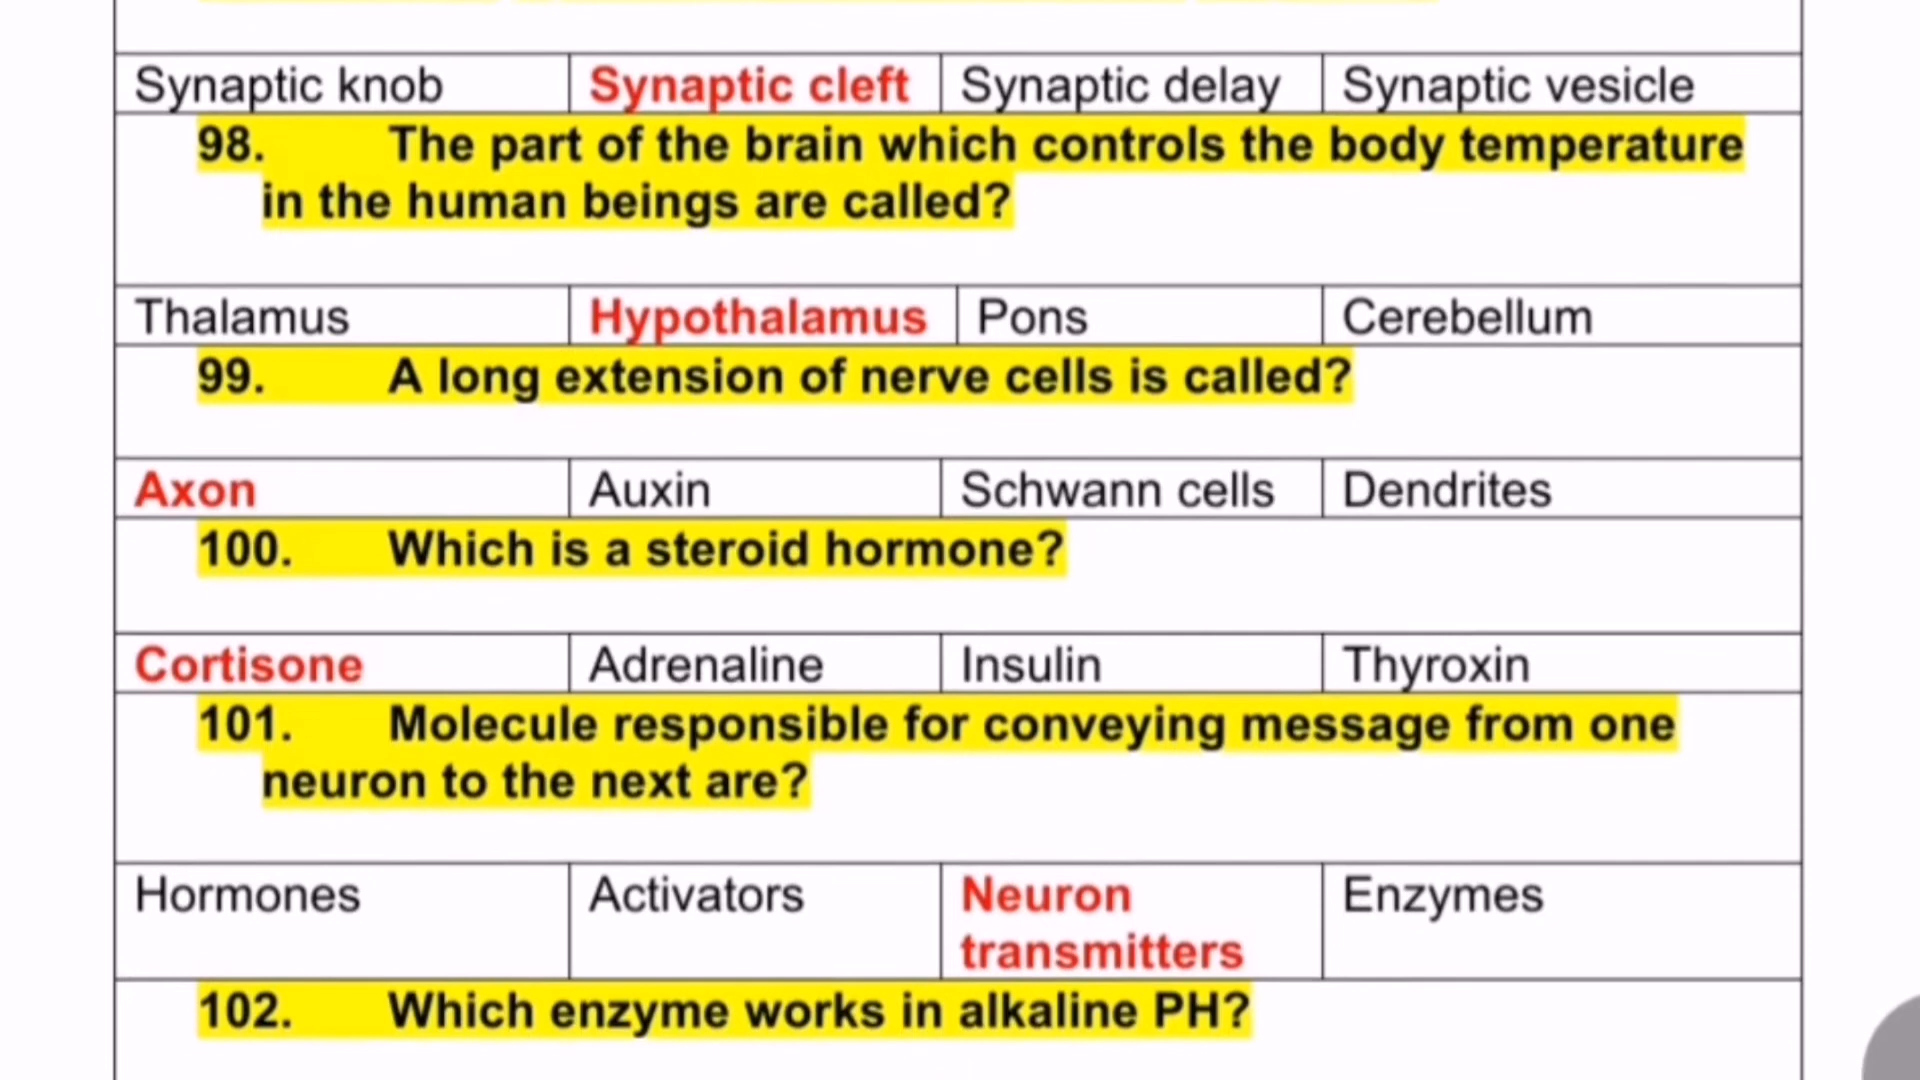 Synaptic knob Synaptic cleft Synaptic delay Synaptic vesicle
98. The part of the brain which controls the body temperature
in the human beings are called?
Thalamus Hypothalamus Pons Cerebellum
99. A long extension of nerve cells is called?
Axon Auxin Schwann cells Dendrites
100. Which is a steroid hormone?
Cortisone Adrenaline Insulin Thyroxin
101. Molecule responsible for conveying message from one
neuron to the next are?
Hormones Activators Neuron Enzymes
transmitters
102. Which enzyme works in alkaline PH?